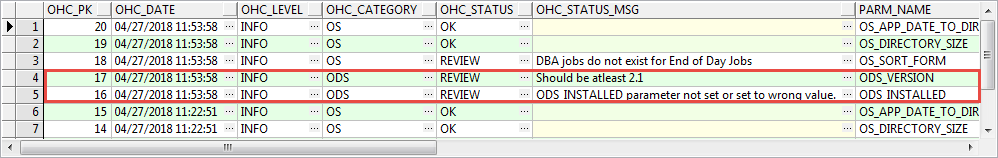 OHC_PK OHC_DATE OHC_LEVEL OHC_CATEGORY OHC_STATUS OHC_STATUS_MSG PARM_NAME
1 20 04/27/2018 11:53:58 ... INFO ... OS ... OK ... ... OS_APP_DATE_TO_DIR
2 19 04/27/2018 11:53:58 ... INFO ... OS ... OK ... ... OS_DIRECTORY_SIZE
3 18 04/27/2018 11:53:58 ... INFO ... OS ... REVIEW ... DBA jobs do not exist for End of Day Jobs ... OS_SORT_FORM
4 17 04/27/2018 11:53:58 ... INFO ... ODS ... REVIEW ... Should be atleast 2.1 ... ODS_VERSION
5 16 04/27/2018 11:53:58 ... INFO ... ODS ... REVIEW ... ODS_INSTALLED parameter not set or set to wrong value. ... ODS_INSTALLED
6 15 04/27/2018 11:22:51 ... INFO ... OS ... OK ... ... OS_APP_DATE_TO_DIR
7 14 04/27/2018 11:22:51 ... INFO ... OS ... OK ... ... OS_DIRECTORY_SIZE